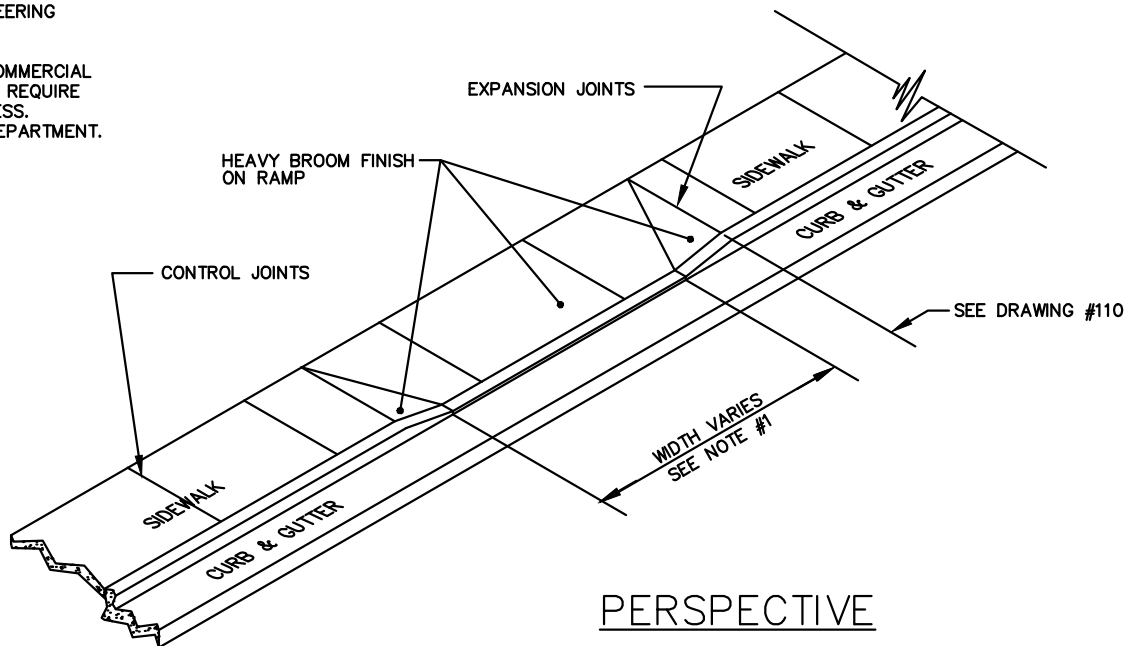 EERING
OMMERCIAL
REQUIRE
ESS.
EPARTMENT.
EXPANSION JOINTS
HEAVY BROOM FINISH
ON RAMP
SIDEWALK
CURB & GUTTER
CONTROL JOINTS
SEE DRAWING #110
WIDTH VARIES
SEE NOTE #1
SIDEWALK
CURB & GUTTER
PERSPECTIVE